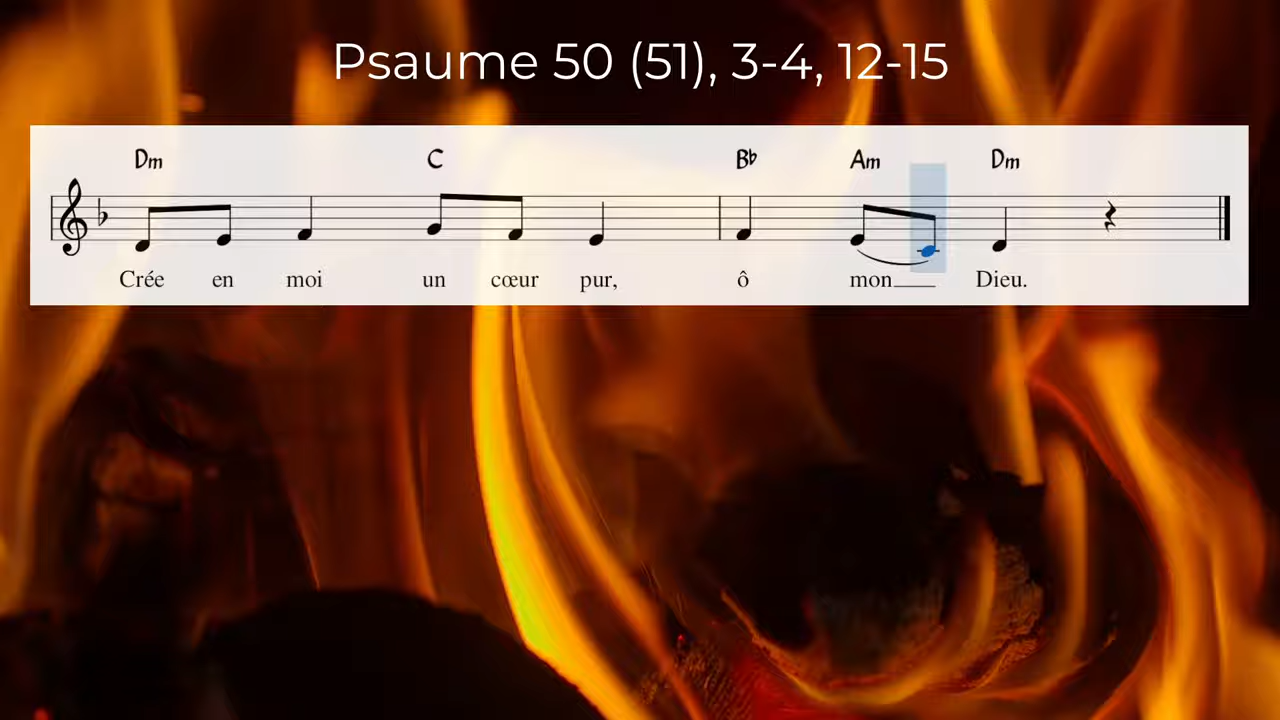 Psaume 50 (51), 3-4, 12-15
Dm C B♭ Am Dm
Crée en moi un cœur pur, ô mon___ Dieu.